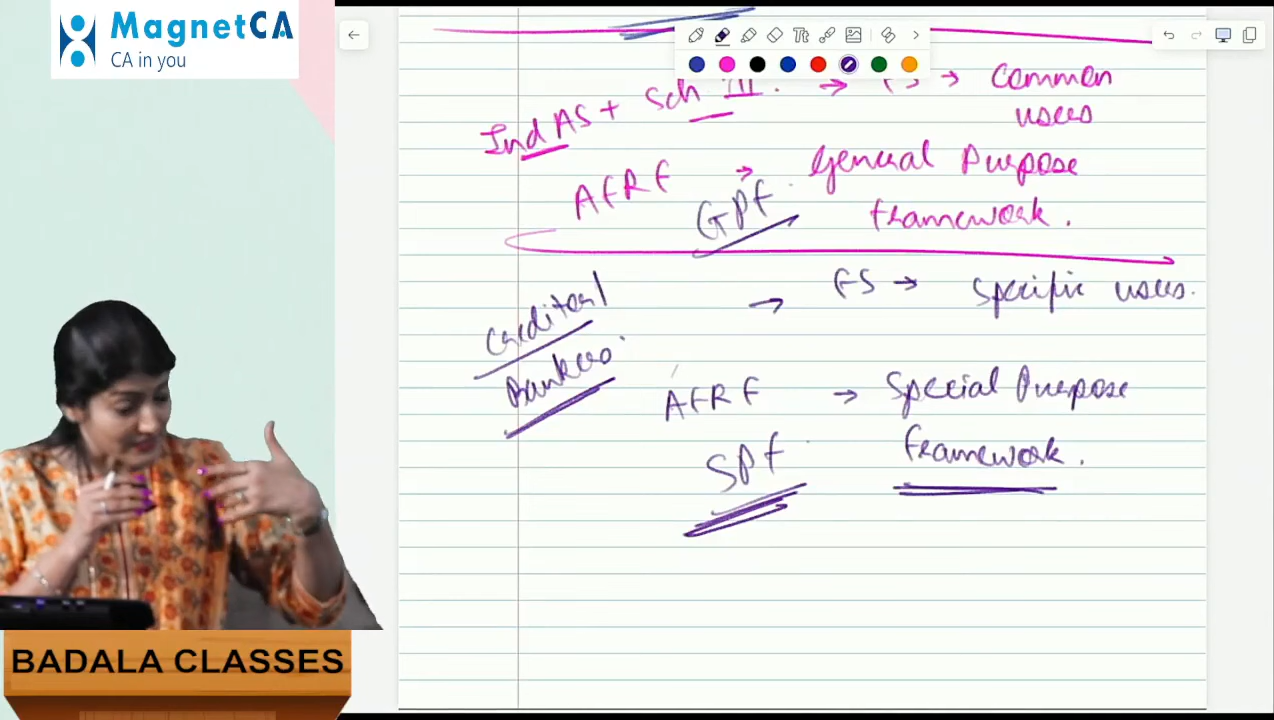 MagnetCA
CA in you
Ind AS + Sch III. → FS → Common
users
AFRF → General Purpose
GPF. framework.
Creditors/ → FS → Specific users.
Bankers.
AFRF → Special Purpose
SPF framework.
BADALA CLASSES